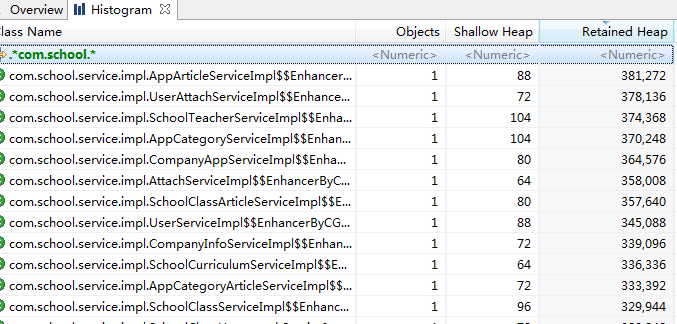 Overview Histogram
Class Name Objects Shallow Heap Retained Heap
.*com.school.* <Numeric> <Numeric> <Numeric>
com.school.service.impl.AppArticleServiceImpl$$Enhancer... 1 88 381,272
com.school.service.impl.UserAttachServiceImpl$$Enhance... 1 72 378,136
com.school.service.impl.SchoolTeacherServiceImpl$$Enha... 1 104 374,368
com.school.service.impl.AppCategoryServiceImpl$$Enhan... 1 104 370,248
com.school.service.impl.CompanyAppServiceImpl$$Enha... 1 80 364,576
com.school.service.impl.AttachServiceImpl$$EnhancerByC... 1 64 358,008
com.school.service.impl.SchoolClassArticleServiceImpl$$E... 1 80 357,640
com.school.service.impl.UserServiceImpl$$EnhancerByCG... 1 88 345,088
com.school.service.impl.CompanyInfoServiceImpl$$Enhan... 1 72 339,096
com.school.service.impl.SchoolCurriculumServiceImpl$$E... 1 64 336,336
com.school.service.impl.AppCategoryArticleServiceImpl$$... 1 72 333,392
com.school.service.impl.SchoolClassServiceImpl$$Enhanc... 1 96 329,944